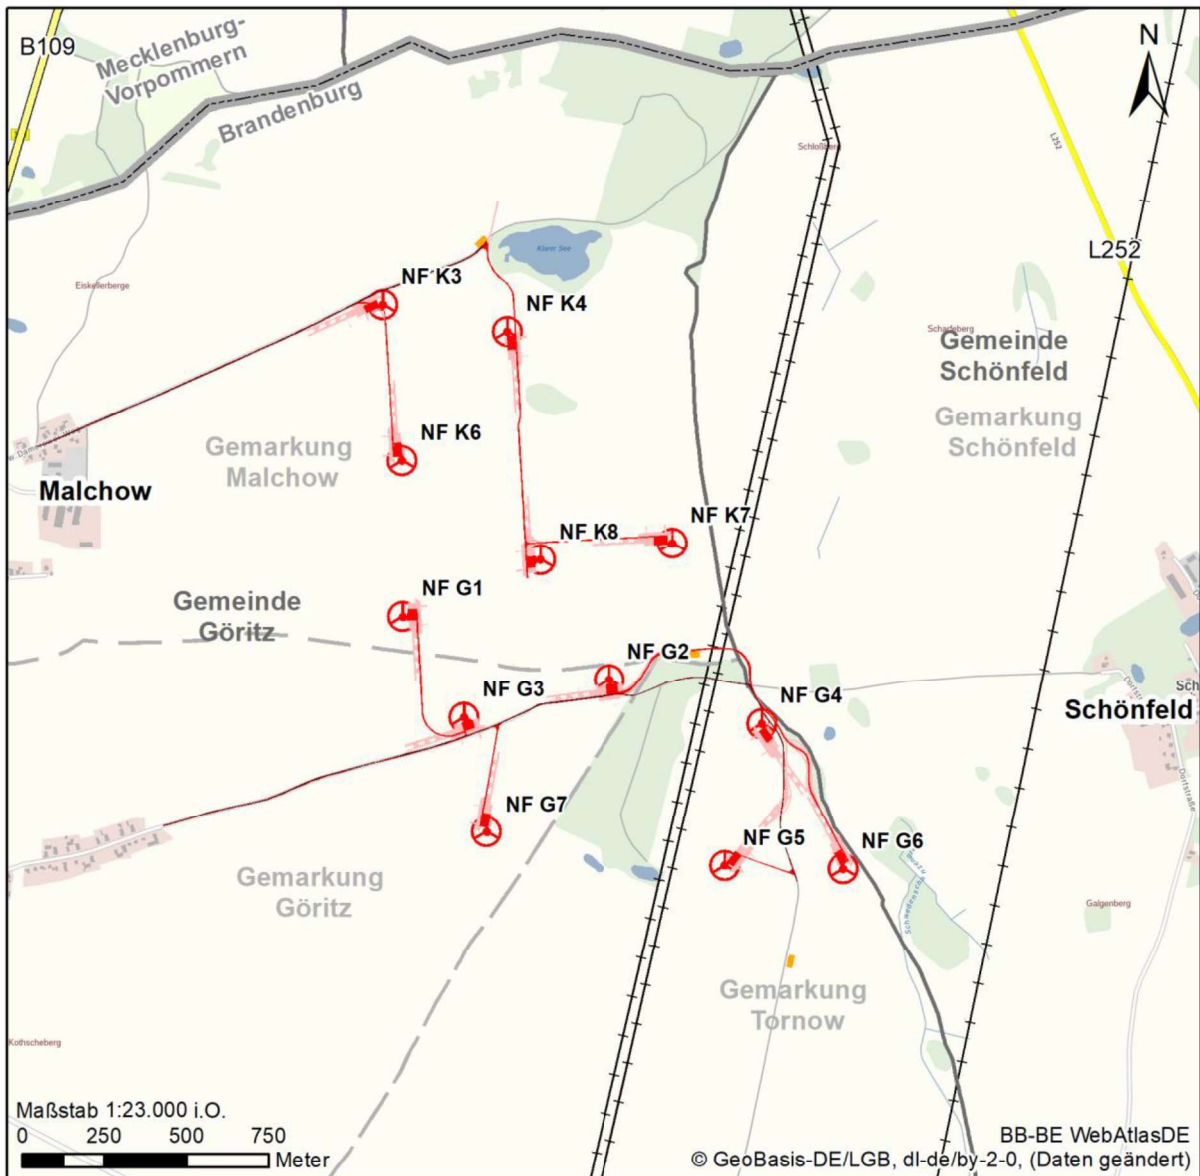 B109
Mecklenburg-
Vorpommern
Brandenburg
N
Schloßberg
L252
L252
Klarer See
Eiskellerberge
NF K3
NF K4
Gemeinde
Schönfeld
Gemarkung
Schönfeld
NF K6
Gemarkung
Malchow
Malchow
NF K7
NF K8
NF G1
Gemeinde
Göritz
NF G2
NF G3
NF G4
Schönfeld
Dorfstraße
NF G7
NF G5
NF G6
Gemarkung
Göritz
Galgenberg
Gemarkung
Tornow
Kothscheberg
Maßstab 1:23.000 i.O.
0 250 500 750
Meter
BB-BE WebAtlasDE
© GeoBasis-DE/LGB, dl-de/by-2-0, (Daten geändert)